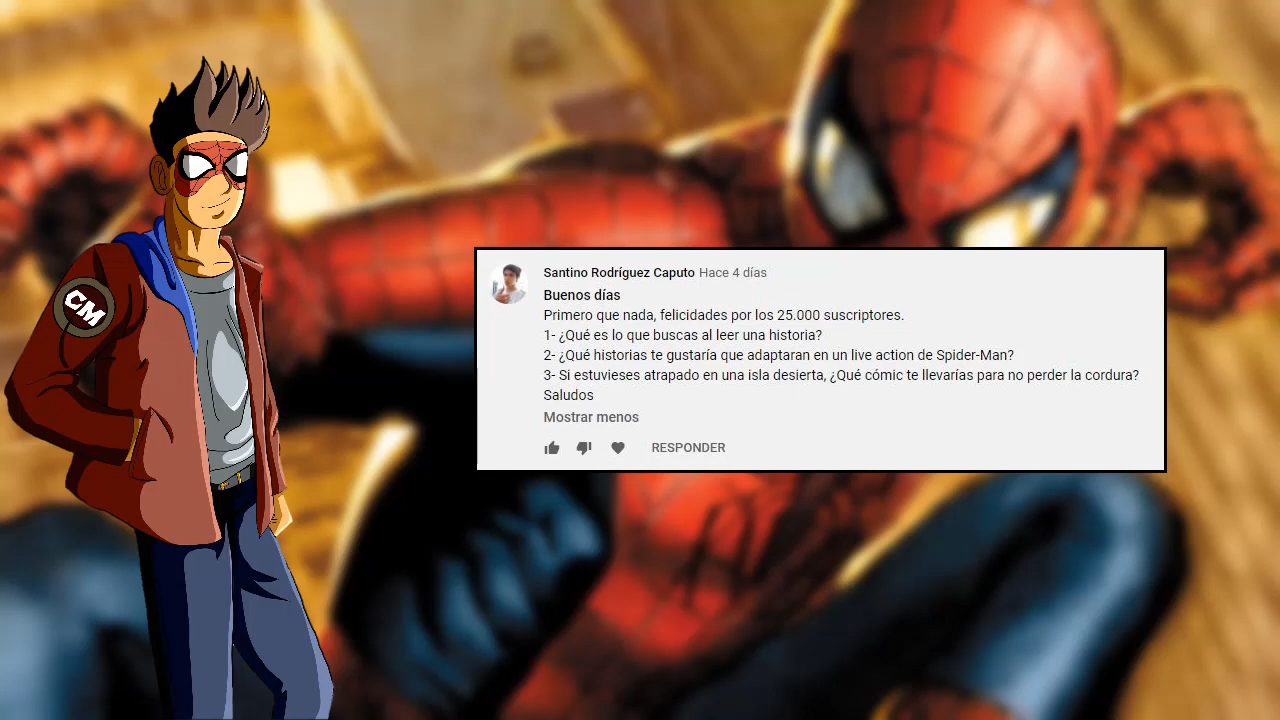 CM
Santino Rodríguez Caputo Hace 4 días
Buenos días
Primero que nada, felicidades por los 25.000 suscriptores.
1- ¿Qué es lo que buscas al leer una historia?
2- ¿Qué historias te gustaría que adaptaran en un live action de Spider-Man?
3- Si estuvieses atrapado en una isla desierta, ¿Qué cómic te llevarías para no perder la cordura?
Saludos
Mostrar menos
RESPONDER